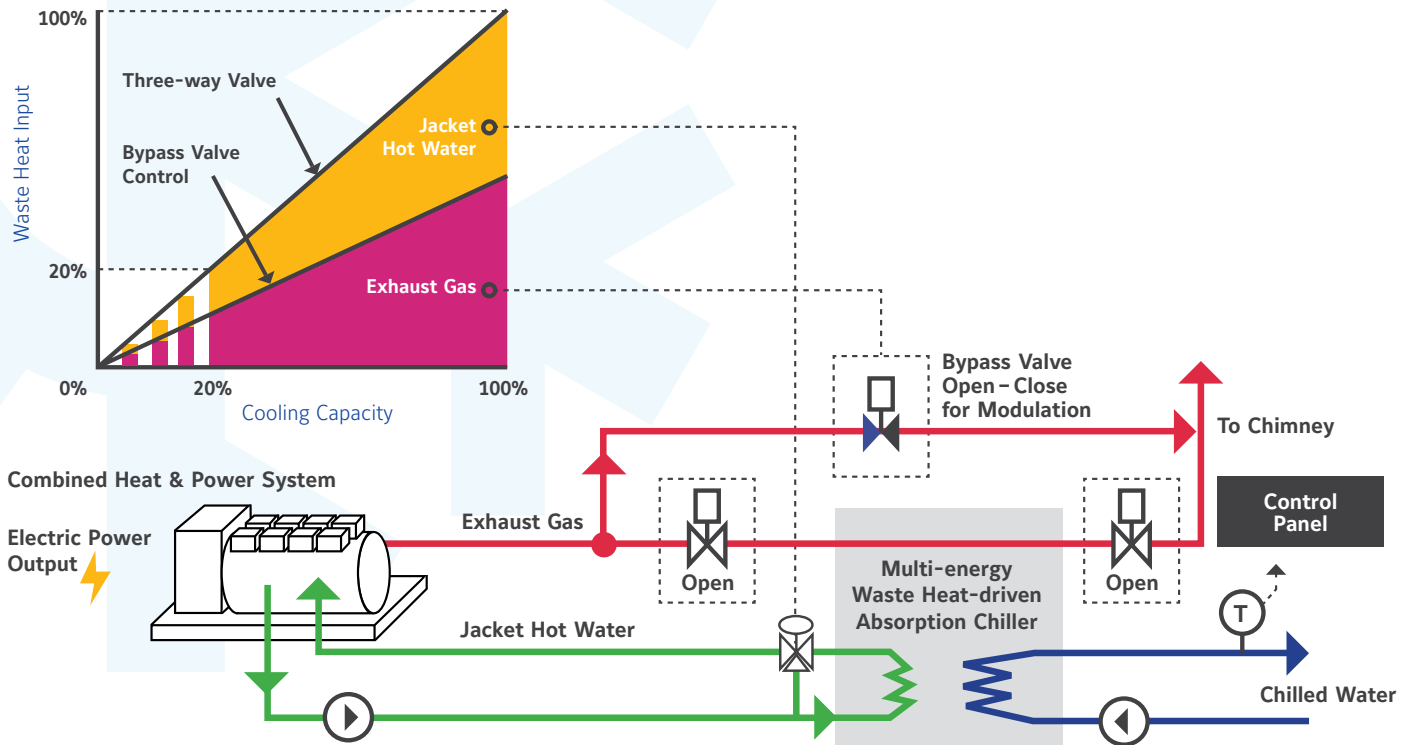 100%
Three-way Valve
Jacket
Hot Water
Bypass Valve
Control
Waste Heat Input
20%
Exhaust Gas
0%
20%
100%
Cooling Capacity
Bypass Valve
Open – Close
for Modulation
To Chimney
Combined Heat & Power System
Electric Power
Output
Exhaust Gas
Open
Open
Control
Panel
Multi-energy
Waste Heat-driven
Absorption Chiller
T
Jacket Hot Water
Chilled Water